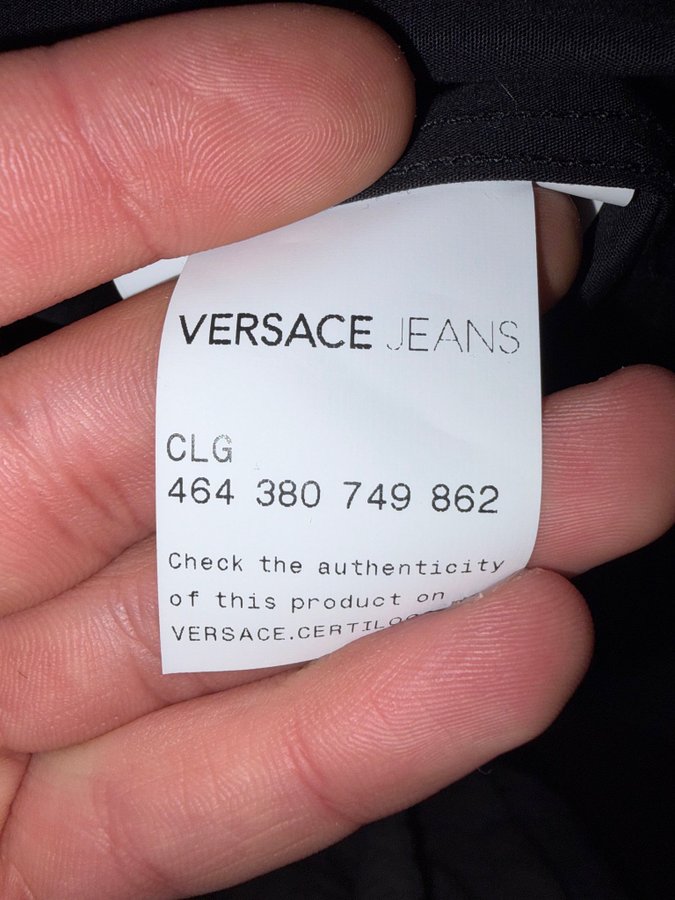 VERSACE JEANS
CLG
464 380 749 862
Check the authenticity
of this product on